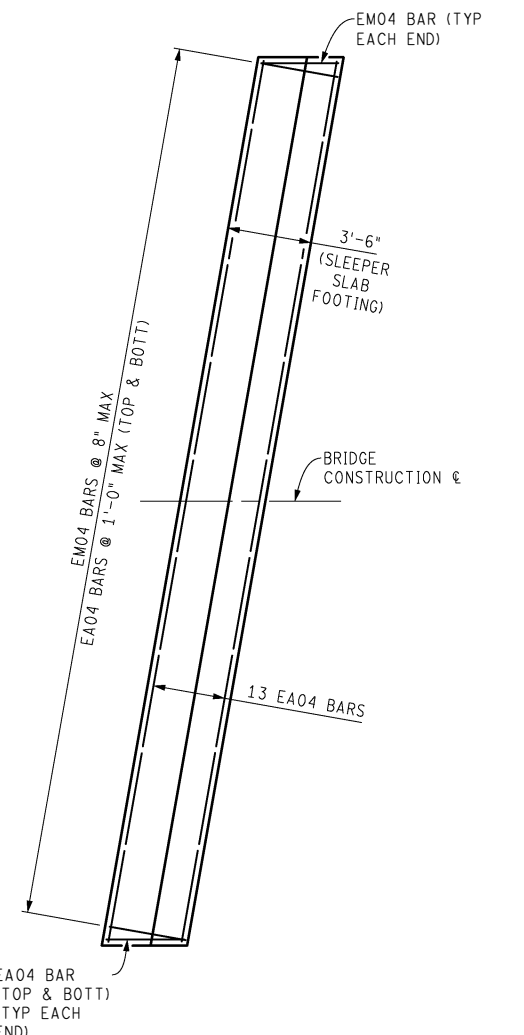 EM04 BAR (TYP
EACH END)
3'-6"
(SLEEPER
SLAB
FOOTING)
EM04 BARS @ 8" MAX
EA04 BARS @ 1'-0" MAX (TOP & BOTT)
BRIDGE
CONSTRUCTION ℄
13 EA04 BARS
EA04 BAR
TOP & BOTT)
TYP EACH
END)